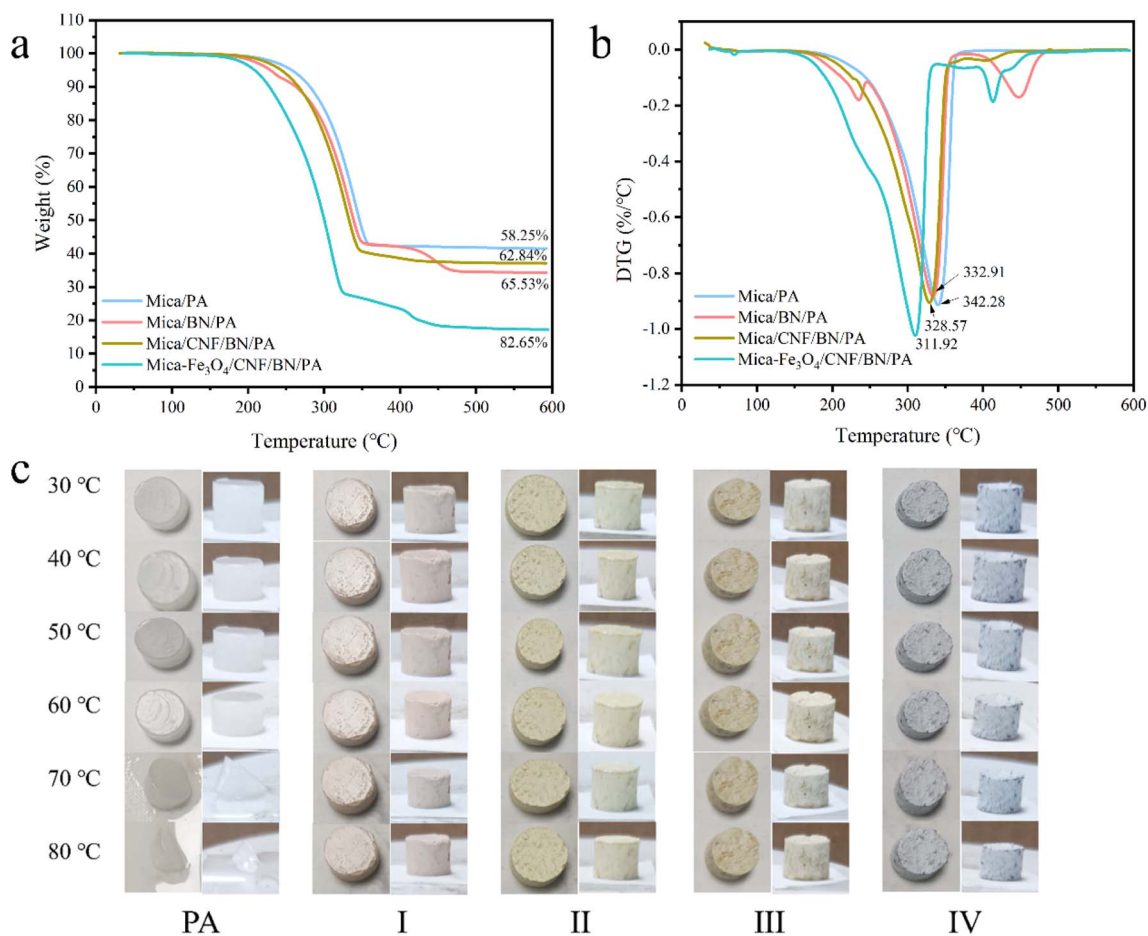 a
110
100
90
80
70
60
50
40
30
20
10
0
Weight (%)
58.25%
62.84%
65.53%
82.65%
Mica/PA
Mica/BN/PA
Mica/CNF/BN/PA
Mica-Fe₃O₄/CNF/BN/PA
0 100 200 300 400 500 600
Temperature (℃)
b
0.0
-0.2
-0.4
-0.6
-0.8
-1.0
-1.2
DTG (%/℃)
332.91
342.28
328.57
311.92
Mica/PA
Mica/BN/PA
Mica/CNF/BN/PA
Mica-Fe₃O₄/CNF/BN/PA
0 100 200 300 400 500 600
Temperature (℃)
c
30 ℃
40 ℃
50 ℃
60 ℃
70 ℃
80 ℃
PA I II III IV